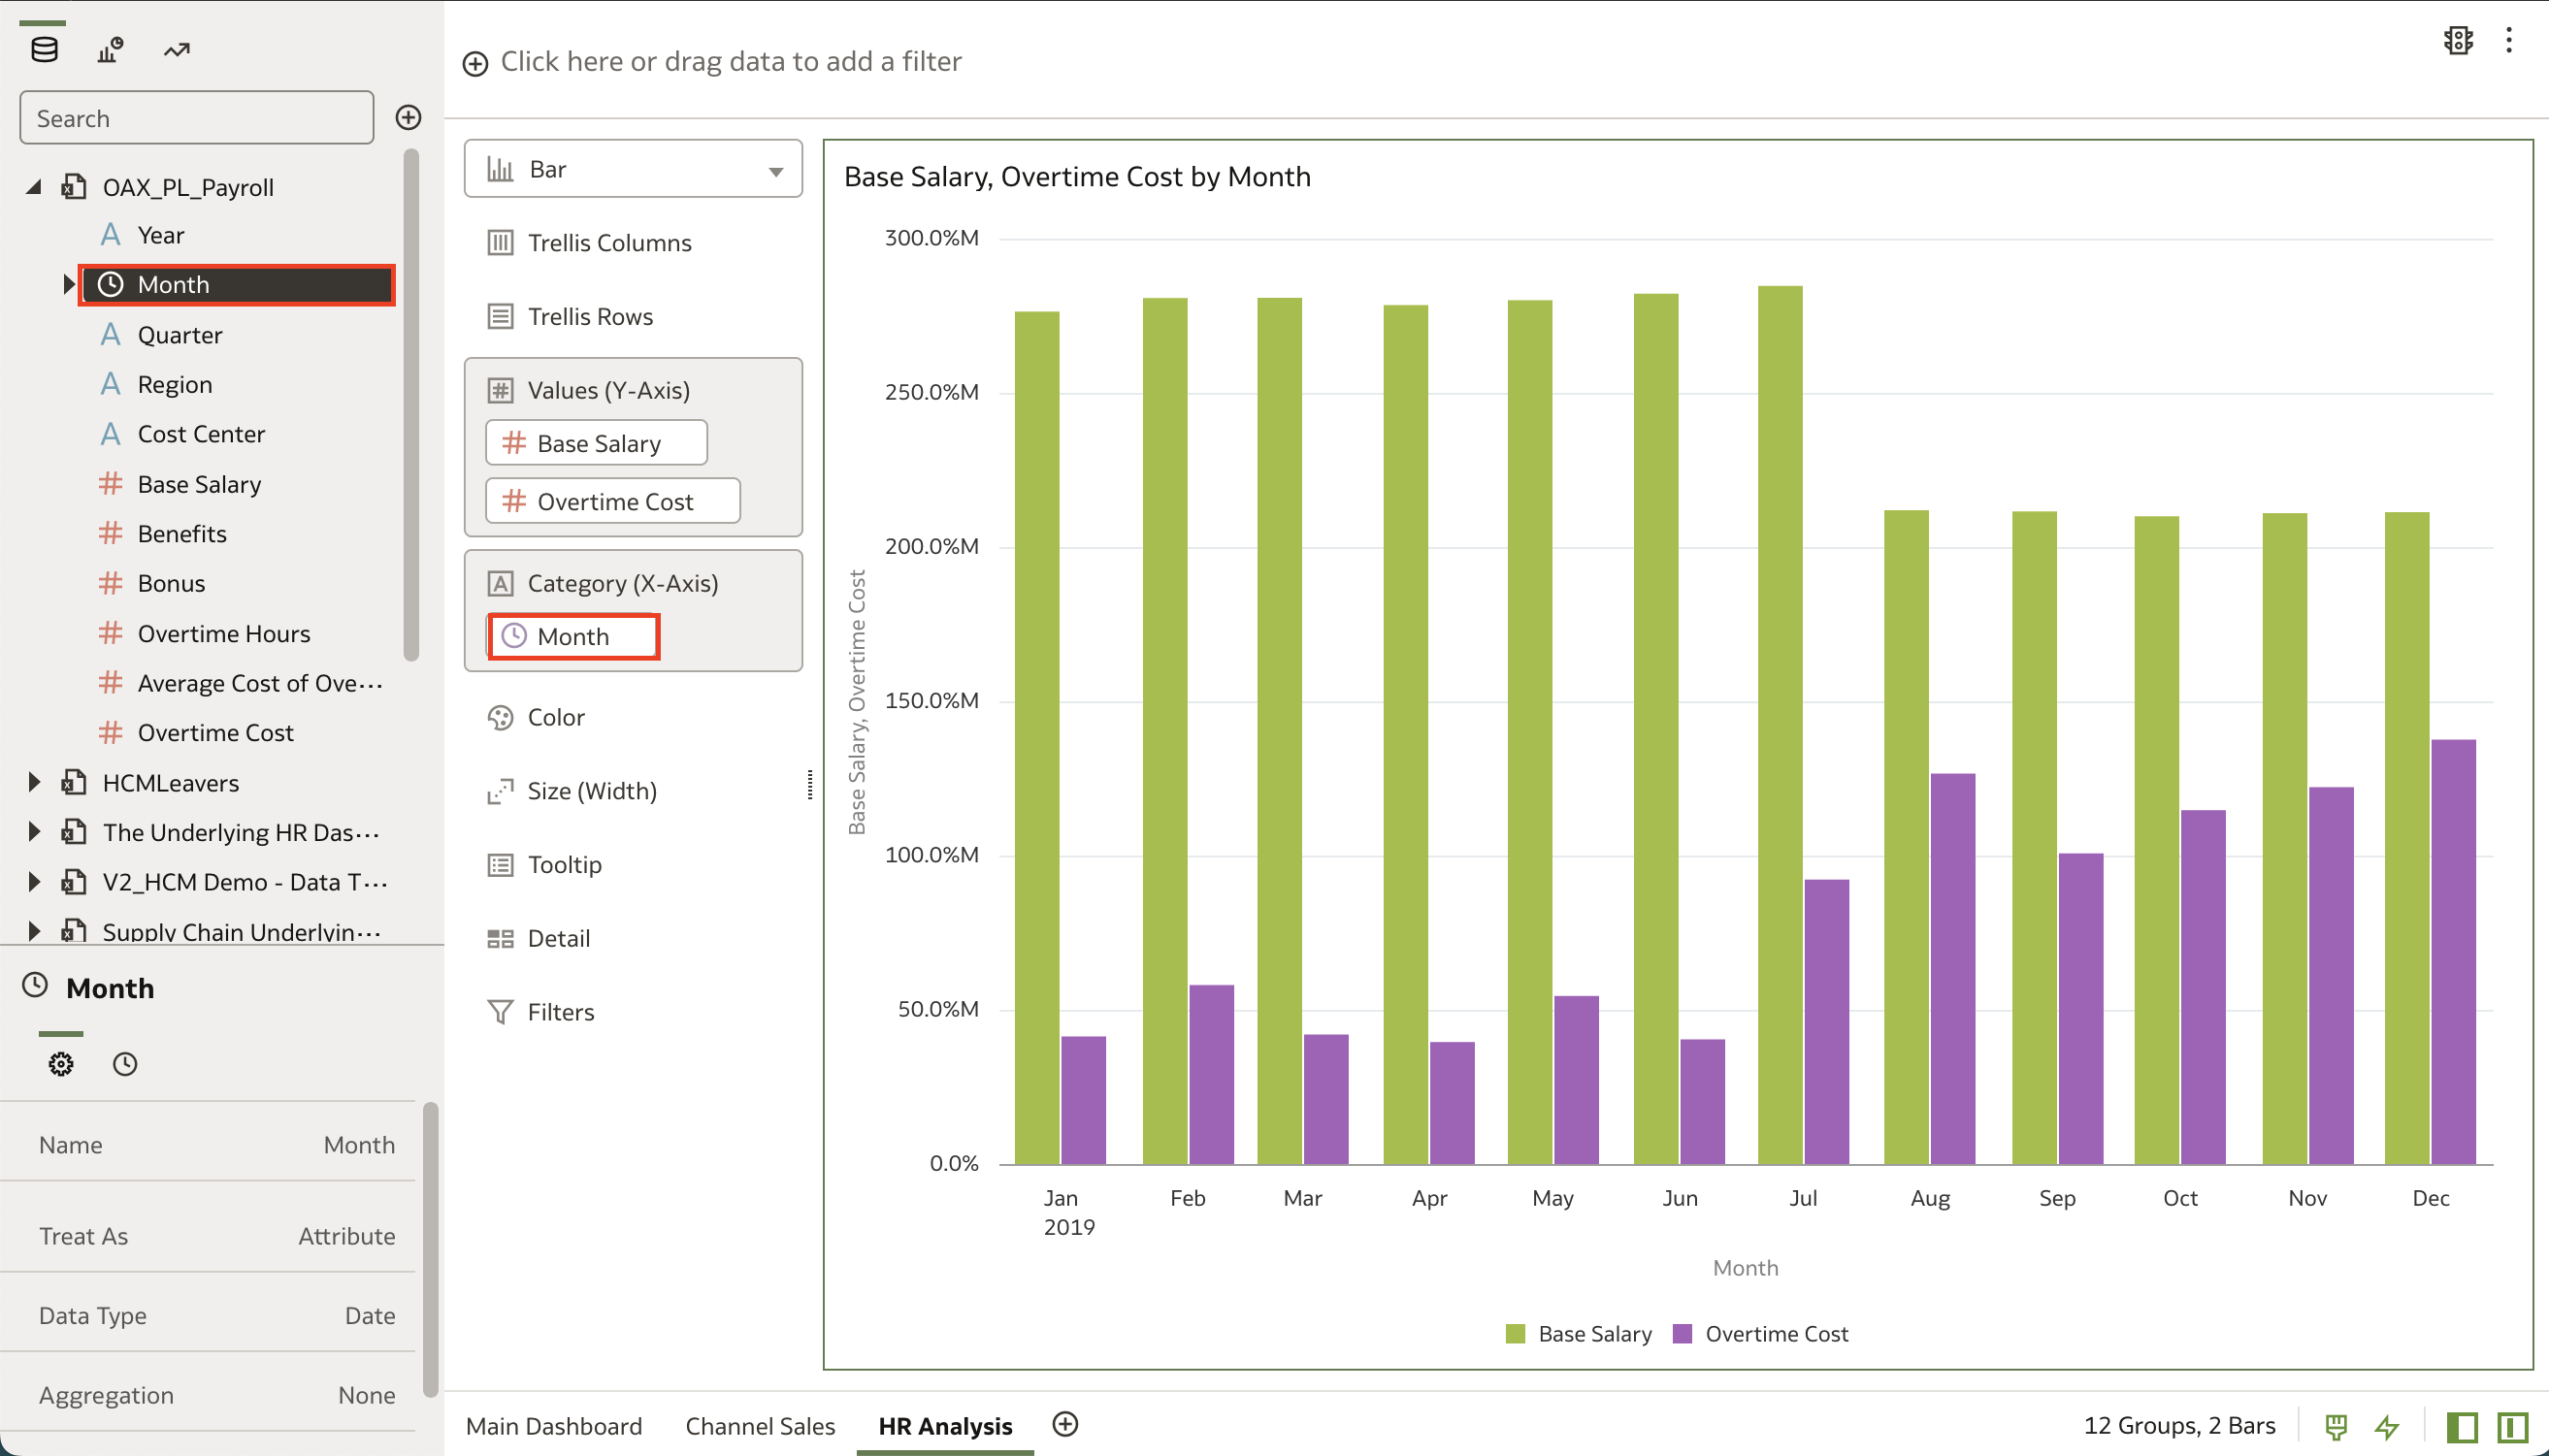 Click here or drag data to add a filter
Search
OAX_PL_Payroll
Year
Month
Quarter
Region
Cost Center
Base Salary
Benefits
Bonus
Overtime Hours
Average Cost of Ove...
Overtime Cost
HCMLeavers
The Underlying HR Das...
V2_HCM Demo - Data T...
Supply Chain Underlyin...
Month
Name Month
Treat As Attribute
Data Type Date
Aggregation None
Bar
Trellis Columns
Trellis Rows
Values (Y-Axis)
Base Salary
Overtime Cost
Category (X-Axis)
Month
Color
Size (Width)
Tooltip
Detail
Filters
Base Salary, Overtime Cost by Month
300.0%M
250.0%M
200.0%M
150.0%M
100.0%M
50.0%M
0.0%
Base Salary, Overtime Cost
Jan Feb Mar Apr May Jun Jul Aug Sep Oct Nov Dec
2019
Month
Base Salary Overtime Cost
Main Dashboard Channel Sales HR Analysis
12 Groups, 2 Bars